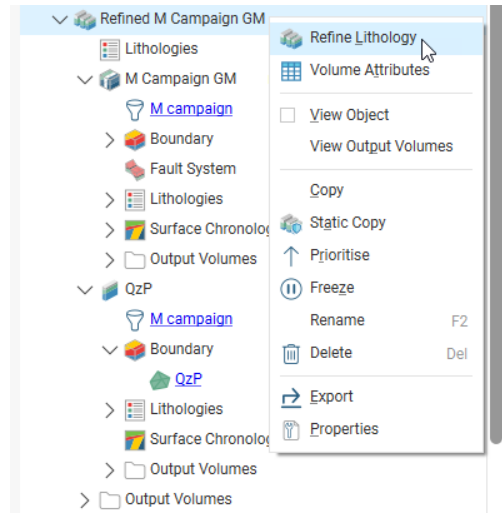 Refined M Campaign GM
Lithologies
M Campaign GM
M campaign
Boundary
Fault System
Lithologies
Surface Chronolo
Output Volumes
QzP
M campaign
Boundary
QzP
Lithologies
Surface Chronolo
Output Volumes
Output Volumes
Refine Lithology
Volume Attributes
View Object
View Output Volumes
Copy
Static Copy
Prioritise
Freeze
Rename F2
Delete Del
Export
Properties